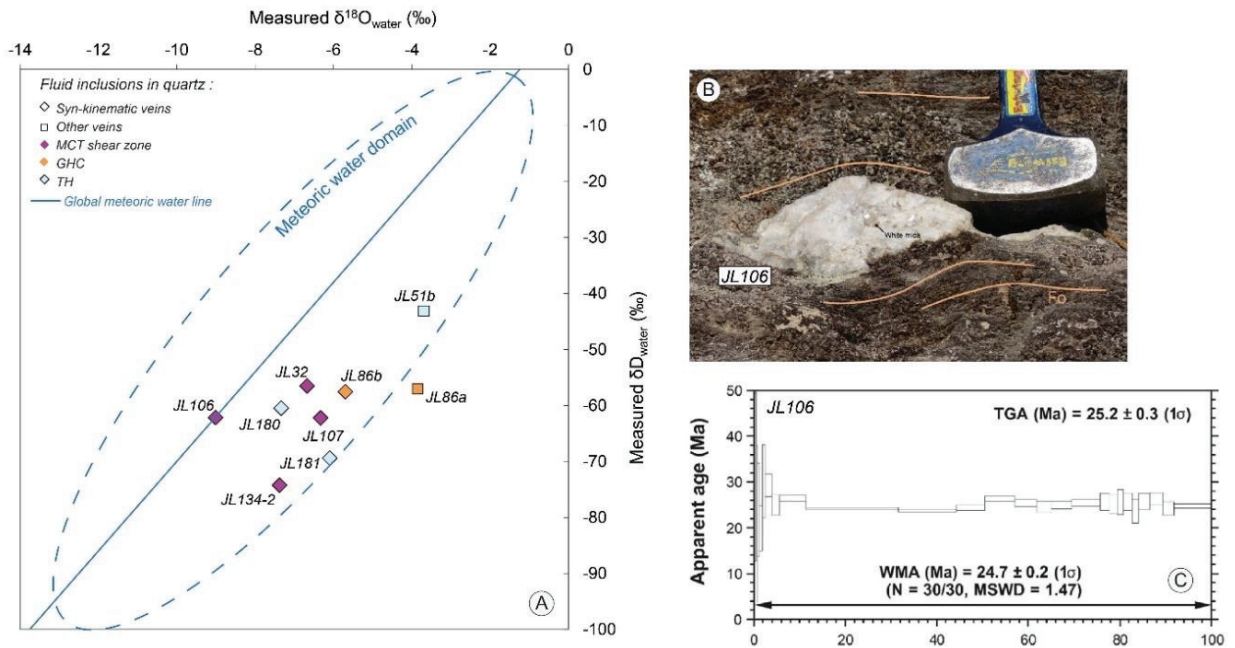 Measured δ¹⁸Owater (‰)
-14 -12 -10 -8 -6 -4 -2 0
Fluid inclusions in quartz :
Syn-kinematic veins
Other veins
MCT shear zone
GHC
TH
Global meteoric water line
Meteoric water domain
0
-10
-20
-30
-40
-50
-60
-70
-80
-90
-100
Measured δDwater (‰)
JL51b
JL32
JL86b
JL86a
JL106
JL180
JL107
JL181
JL134-2
A
B
White mica
JL106
Fo
50
40
30
20
10
0
Apparent age (Ma)
JL106
TGA (Ma) = 25.2 ± 0.3 (1σ)
WMA (Ma) = 24.7 ± 0.2 (1σ)
(N = 30/30, MSWD = 1.47)
C
0 20 40 60 80 100